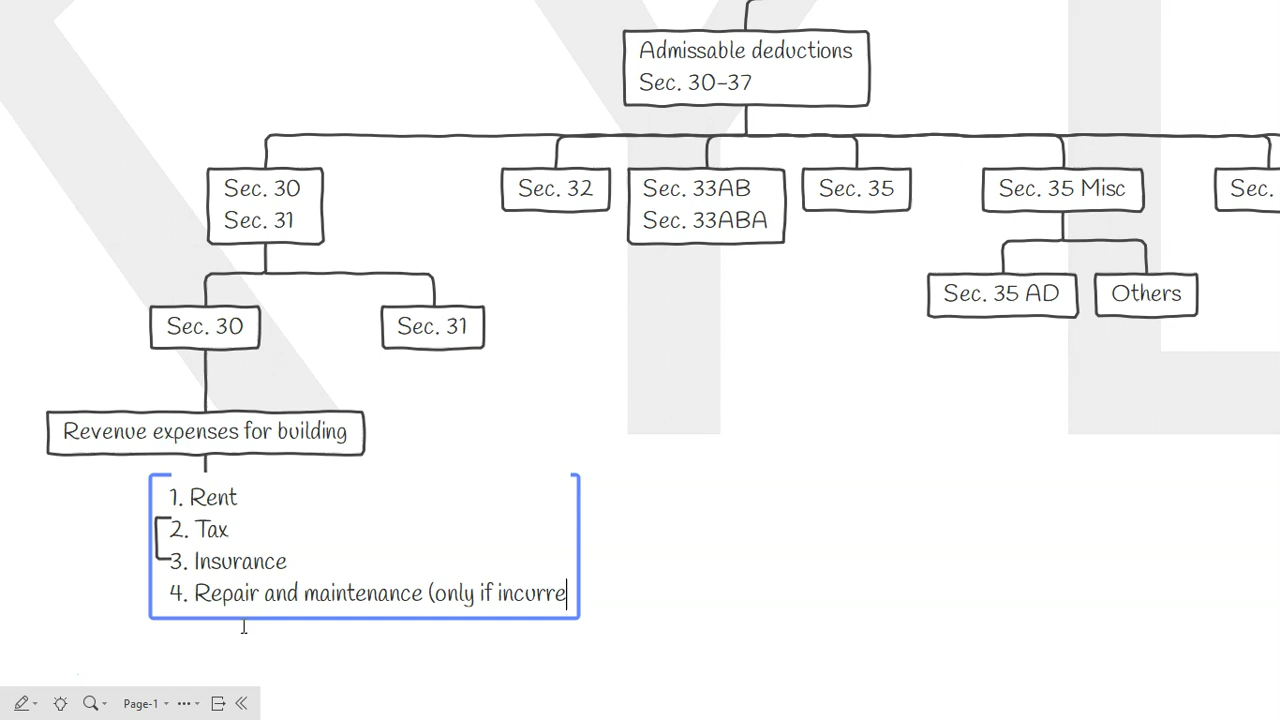 Admissable deductions
Sec. 30-37
Sec. 30
Sec. 31
Sec. 32
Sec. 33AB
Sec. 33ABA
Sec. 35
Sec. 35 Misc
Sec.
Sec. 35 AD
Others
Sec. 30
Sec. 31
Revenue expenses for building
1. Rent
2. Tax
3. Insurance
4. Repair and maintenance (only if incurre
Page-1